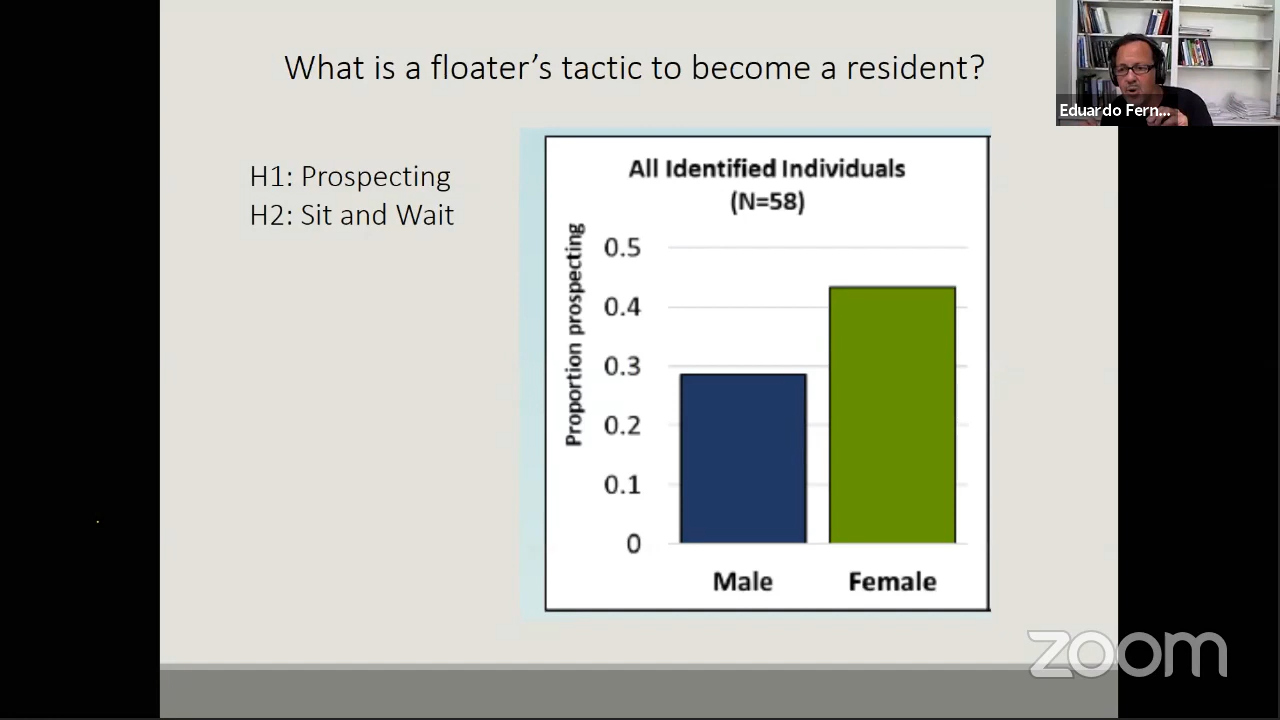 What is a floater's tactic to become a resident?
Eduardo Fern...
H1: Prospecting
H2: Sit and Wait
All Identified Individuals
(N=58)
Proportion prospecting
0.5
0.4
0.3
0.2
0.1
0
Male Female
zoom